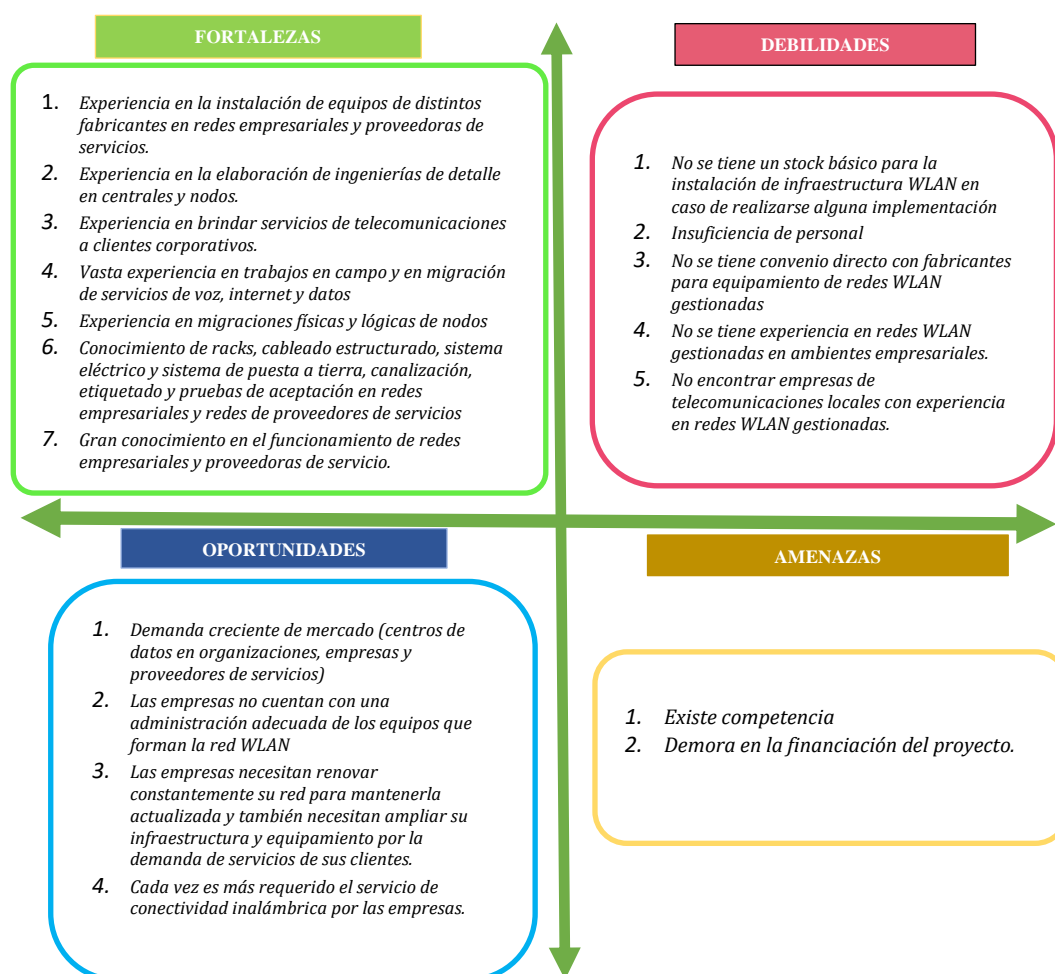 FORTALEZAS
1. Experiencia en la instalación de equipos de distintos
fabricantes en redes empresariales y proveedoras de
servicios.
2. Experiencia en la elaboración de ingenierías de detalle
en centrales y nodos.
3. Experiencia en brindar servicios de telecomunicaciones
a clientes corporativos.
4. Vasta experiencia en trabajos en campo y en migración
de servicios de voz, internet y datos
5. Experiencia en migraciones físicas y lógicas de nodos
6. Conocimiento de racks, cableado estructurado, sistema
eléctrico y sistema de puesta a tierra, canalización,
etiquetado y pruebas de aceptación en redes
empresariales y redes de proveedores de servicios
7. Gran conocimiento en el funcionamiento de redes
empresariales y proveedoras de servicio.
DEBILIDADES
1. No se tiene un stock básico para la
instalación de infraestructura WLAN en
caso de realizarse alguna implementación
2. Insuficiencia de personal
3. No se tiene convenio directo con fabricantes
para equipamiento de redes WLAN
gestionadas
4. No se tiene experiencia en redes WLAN
gestionadas en ambientes empresariales.
5. No encontrar empresas de
telecomunicaciones locales con experiencia
en redes WLAN gestionadas.
OPORTUNIDADES
1. Demanda creciente de mercado (centros de
datos en organizaciones, empresas y
proveedores de servicios)
2. Las empresas no cuentan con una
administración adecuada de los equipos que
forman la red WLAN
3. Las empresas necesitan renovar
constantemente su red para mantenerla
actualizada y también necesitan ampliar su
infraestructura y equipamiento por la
demanda de servicios de sus clientes.
4. Cada vez es más requerido el servicio de
conectividad inalámbrica por las empresas.
AMENAZAS
1. Existe competencia
2. Demora en la financiación del proyecto.